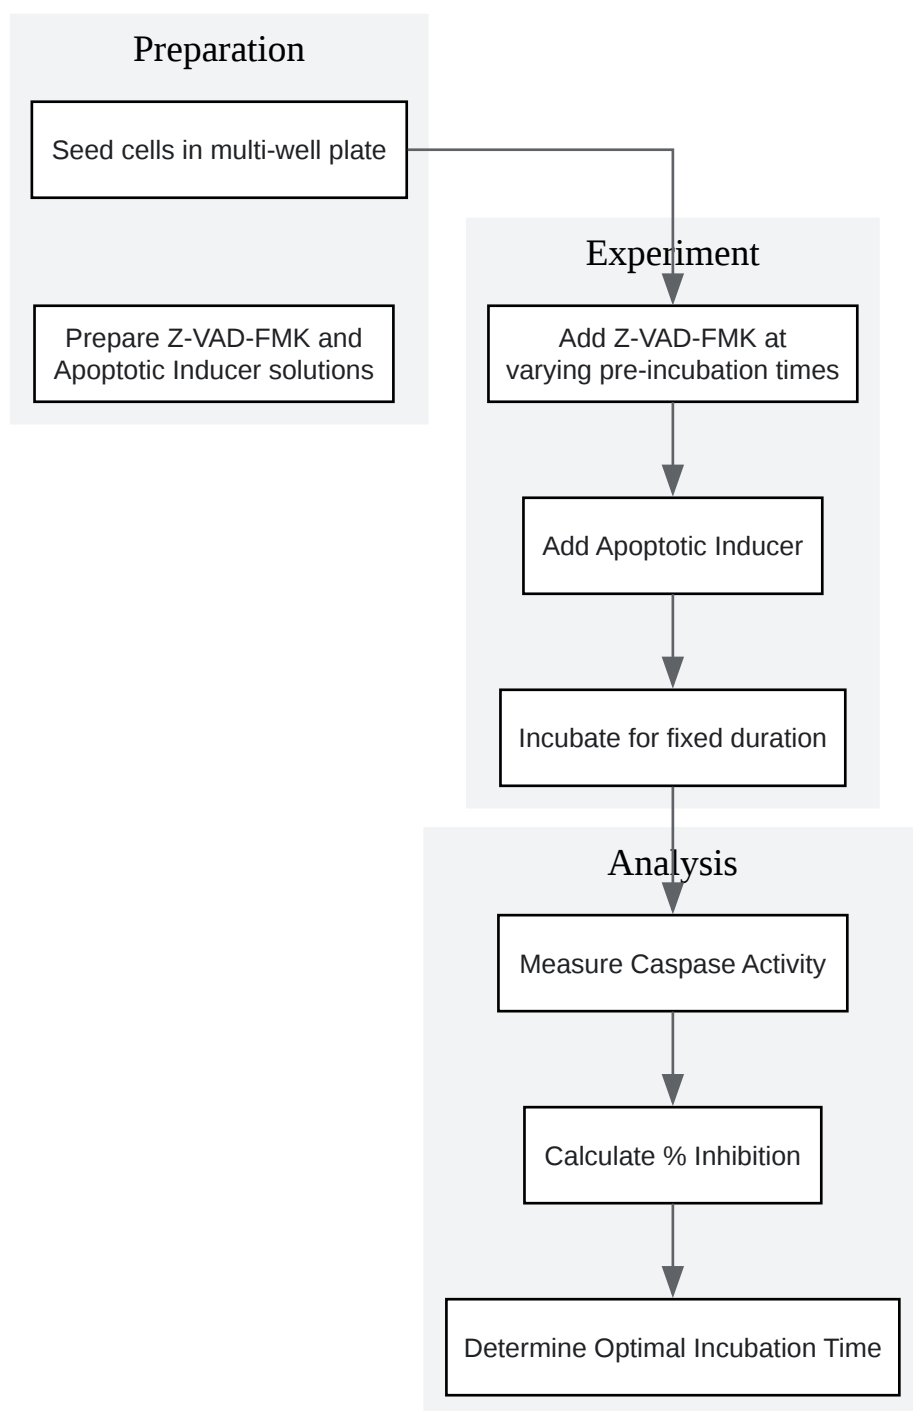 Preparation
Seed cells in multi-well plate
Prepare Z-VAD-FMK and
Apoptotic Inducer solutions
Experiment
Add Z-VAD-FMK at
varying pre-incubation times
Add Apoptotic Inducer
Incubate for fixed duration
Analysis
Measure Caspase Activity
Calculate % Inhibition
Determine Optimal Incubation Time